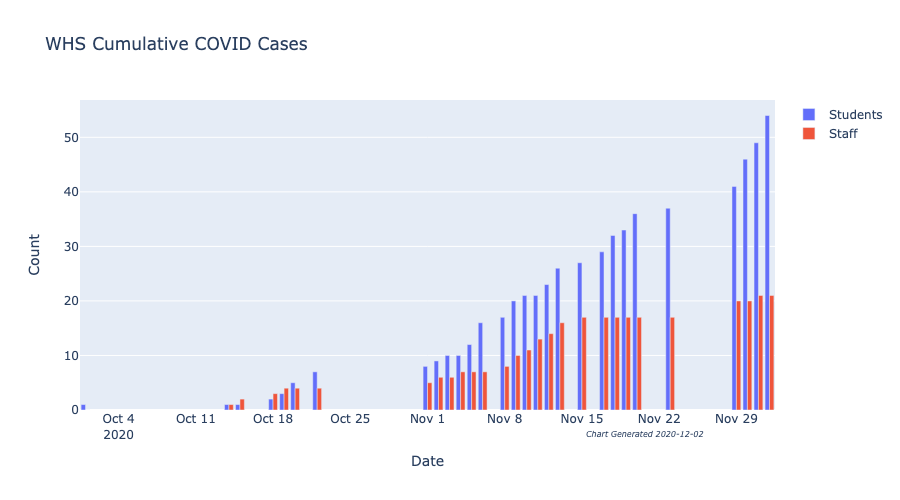 WHS Cumulative COVID Cases
Students
Staff
50
40
30
20
10
0
Count
Oct 4 Oct 11 Oct 18 Oct 25 Nov 1 Nov 8 Nov 15 Nov 22 Nov 29
2020
Chart Generated 2020-12-02
Date